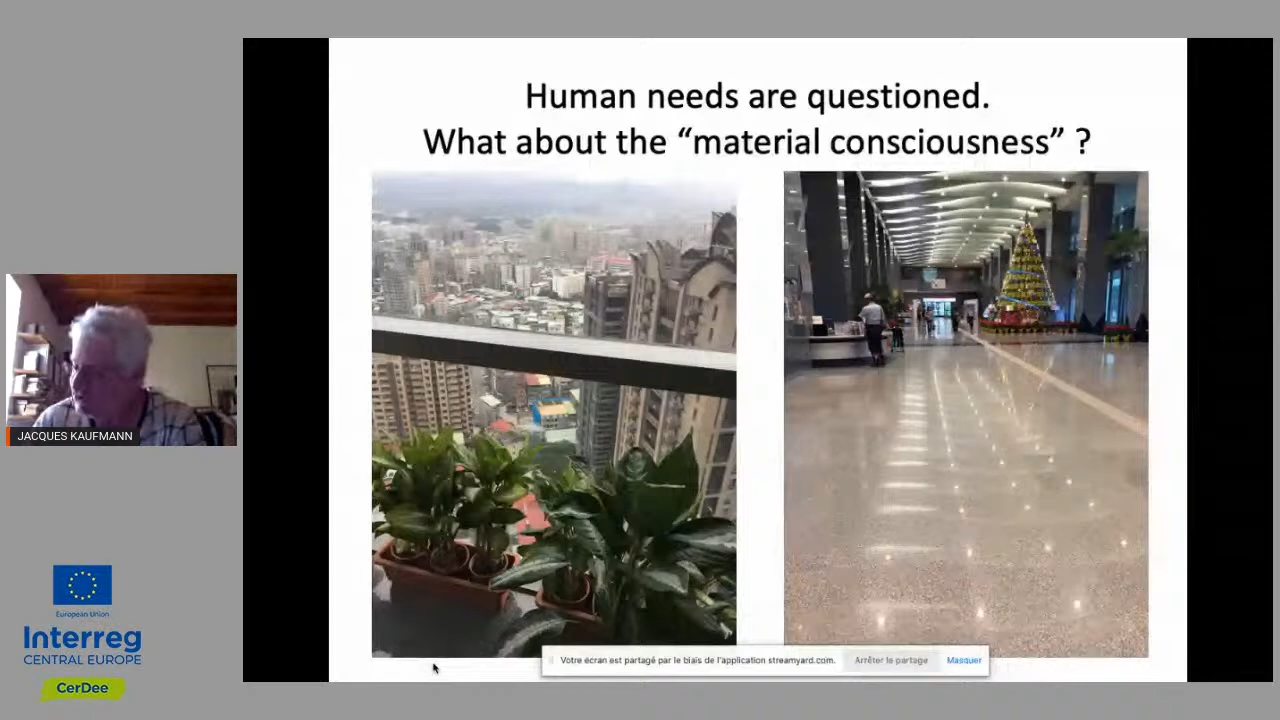 Human needs are questioned.
What about the “material consciousness” ?
JACQUES KAUFMANN
European Union
Interreg
CENTRAL EUROPE
CerDee
Votre écran est partagé par le biais de l'application streamyard.com.
Arrêter le partage
Masquer